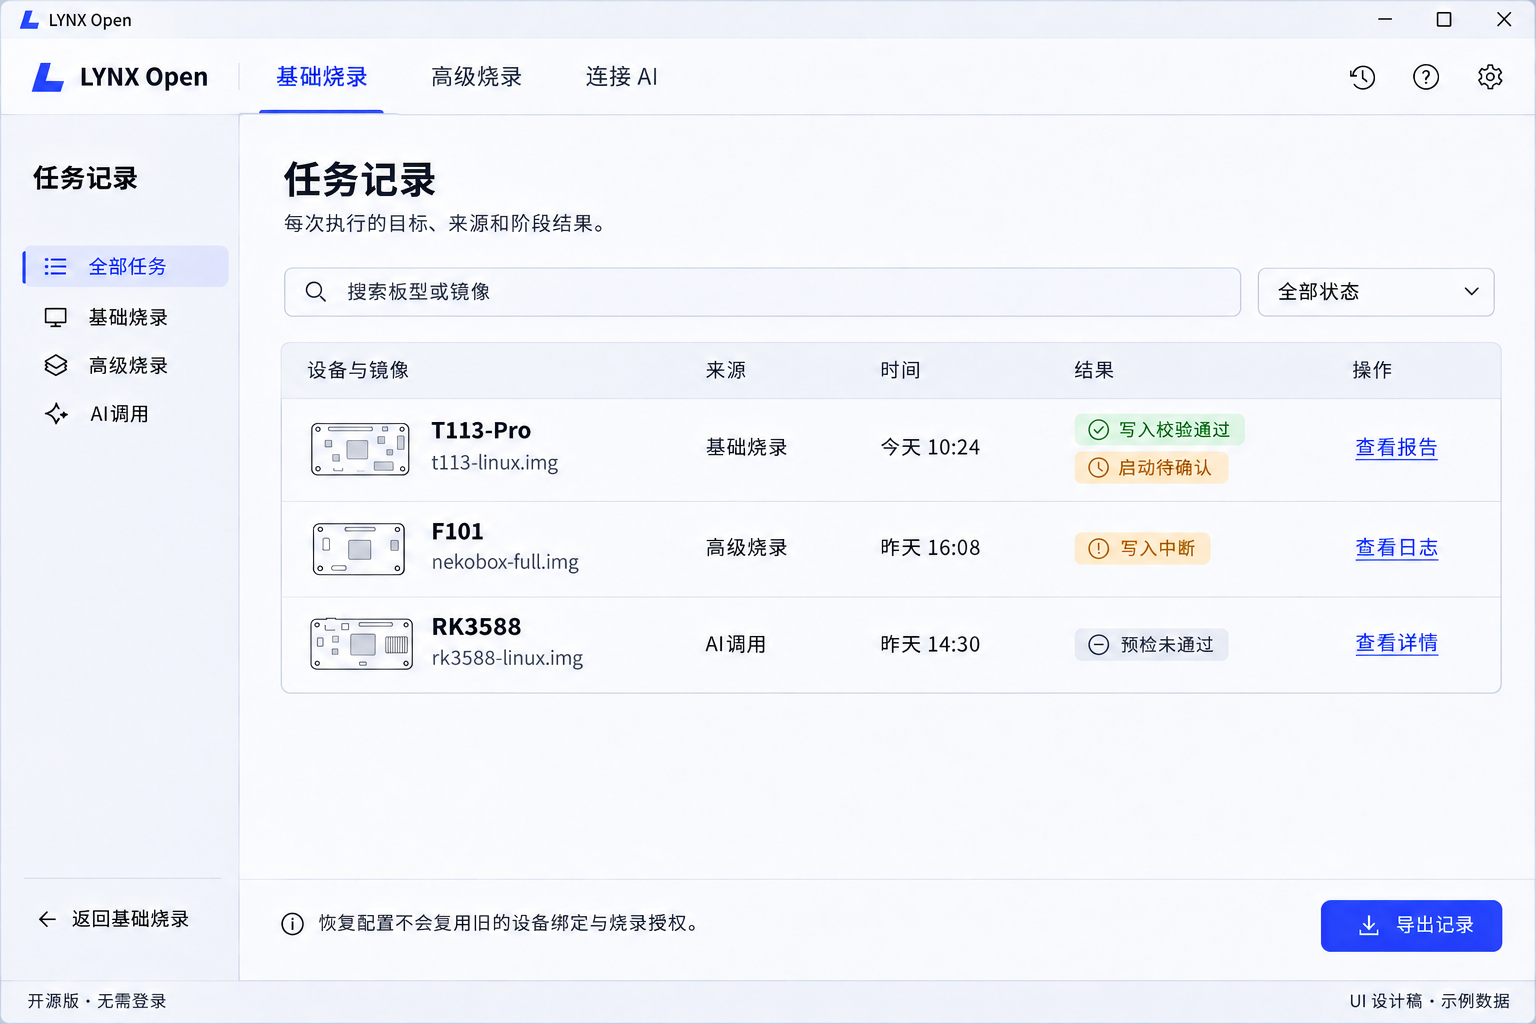 LYNX Open
LYNX Open
基础烧录
高级烧录
连接 AI
任务记录
全部任务
基础烧录
高级烧录
AI调用
返回基础烧录
任务记录
每次执行的目标、来源和阶段结果。
搜索板型或镜像
全部状态
设备与镜像 来源 时间 结果 操作
T113-Pro
t113-linux.img
基础烧录
今天 10:24
写入校验通过
启动待确认
查看报告
F101
nekobox-full.img
高级烧录
昨天 16:08
写入中断
查看日志
RK3588
rk3588-linux.img
AI调用
昨天 14:30
预检未通过
查看详情
恢复配置不会复用旧的设备绑定与烧录授权。
导出记录
开源版・无需登录
UI 设计稿・示例数据